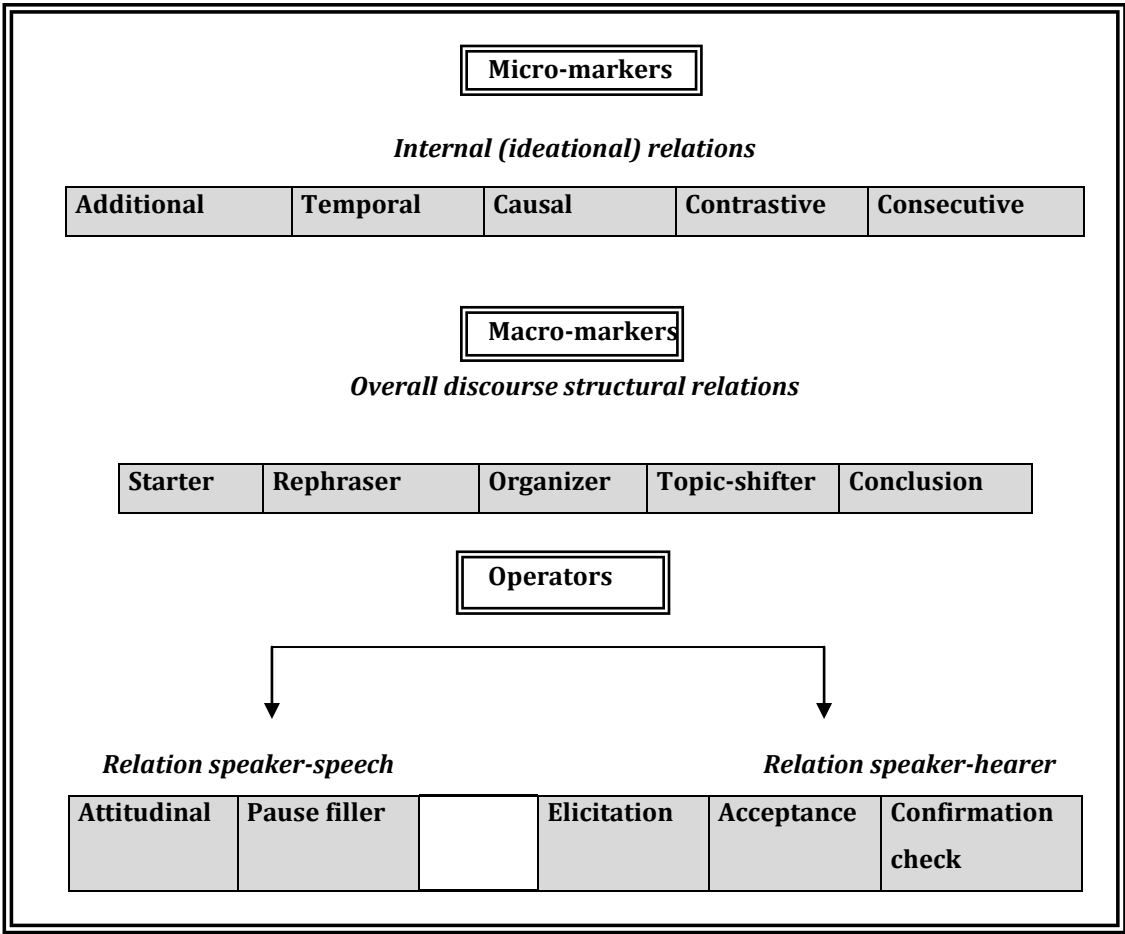 Micro-markers
Internal (ideational) relations
Additional Temporal Causal Contrastive Consecutive
Macro-markers
Overall discourse structural relations
Starter Rephraser Organizer Topic-shifter Conclusion
Operators
Relation speaker-speech Relation speaker-hearer
Attitudinal Pause filler Elicitation Acceptance Confirmation
check